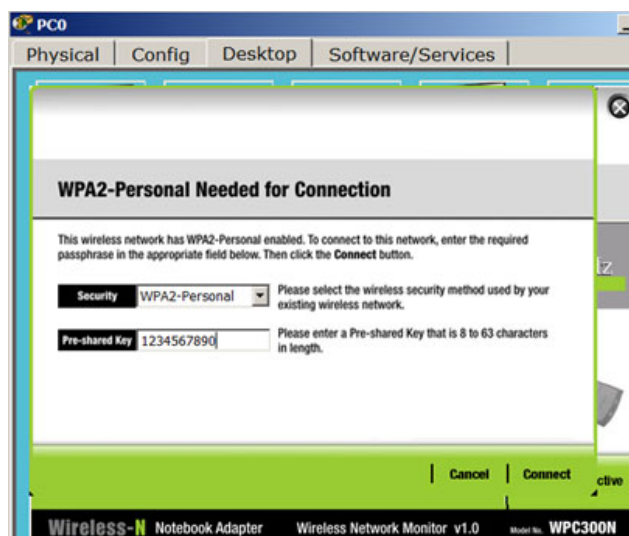 PC0
Physical
Config
Desktop
Software/Services
WPA2-Personal Needed for Connection
This wireless network has WPA2-Personal enabled. To connect to this network, enter the required
passphrase in the appropriate field below. Then click the Connect button.
Security
WPA2-Personal
Please select the wireless security method used by your
existing wireless network.
Pre-shared Key
1234567890
Please enter a Pre-shared Key that is 8 to 63 characters
in length.
Cancel
Connect
Wireless-N Notebook Adapter
Wireless Network Monitor v1.0
Model No. WPC300N